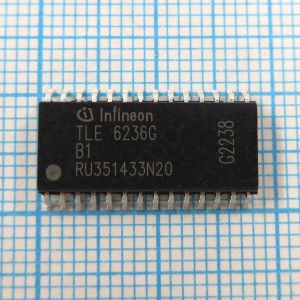 Infineon
TLE 6236G
B1
RU351433N20
G2238